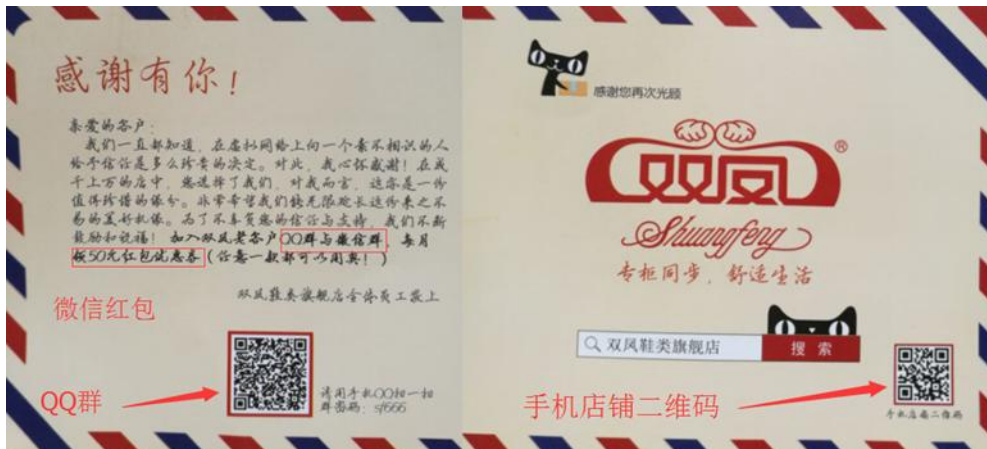 感谢有你！
亲爱的客户：
我们一直都知道，在虚拟网络上向一个素不相识的人
给予信任是多么珍贵的决定。对此，我心怀感谢！在成
千上万的店中，您选择了我们，对我而言，这亦是一份
值得珍惜的缘分。非常希望我们能无限延长这份来之不
易的美好机缘。为了不辜负您的信任与支持，我们不断
鼓励和祝福！加入双凤老客户QQ群与微信群，每月
领50元红包优惠券（任意一款都可以用奥！）
双凤鞋类旗舰店全体员工敬上
微信红包
QQ群
请用手机QQ扫一扫
群密码：sf666
感谢您再次光顾
双凤®
Shuangfeng
专柜同步，舒适生活
双凤鞋类旗舰店 搜索
手机店铺二维码
手机店铺二维码